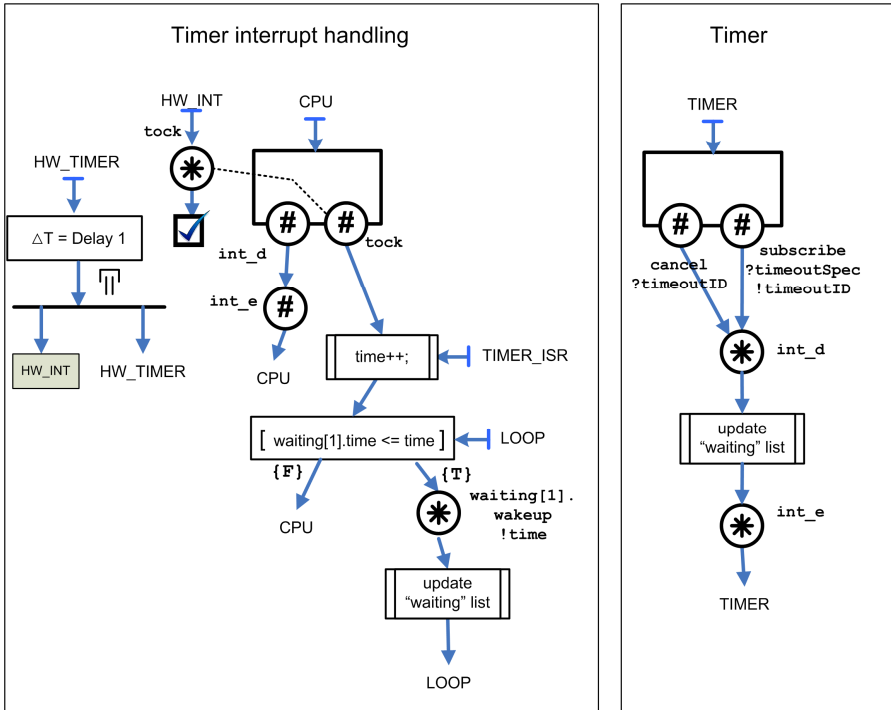 Timer interrupt handling
HW_INT
CPU
tock
HW_TIMER
ΔT = Delay 1
#
#
int_d
tock
int_e
#
HW_INT
HW_TIMER
CPU
time++;
TIMER_ISR
[ waiting[1].time <= time ]
LOOP
{F}
{T}
CPU
waiting[1].
wakeup
!time
update
“waiting” list
LOOP
Timer
TIMER
#
#
cancel
?timeoutID
subscribe
?timeoutSpec
!timeoutID
int_d
update
“waiting” list
int_e
TIMER